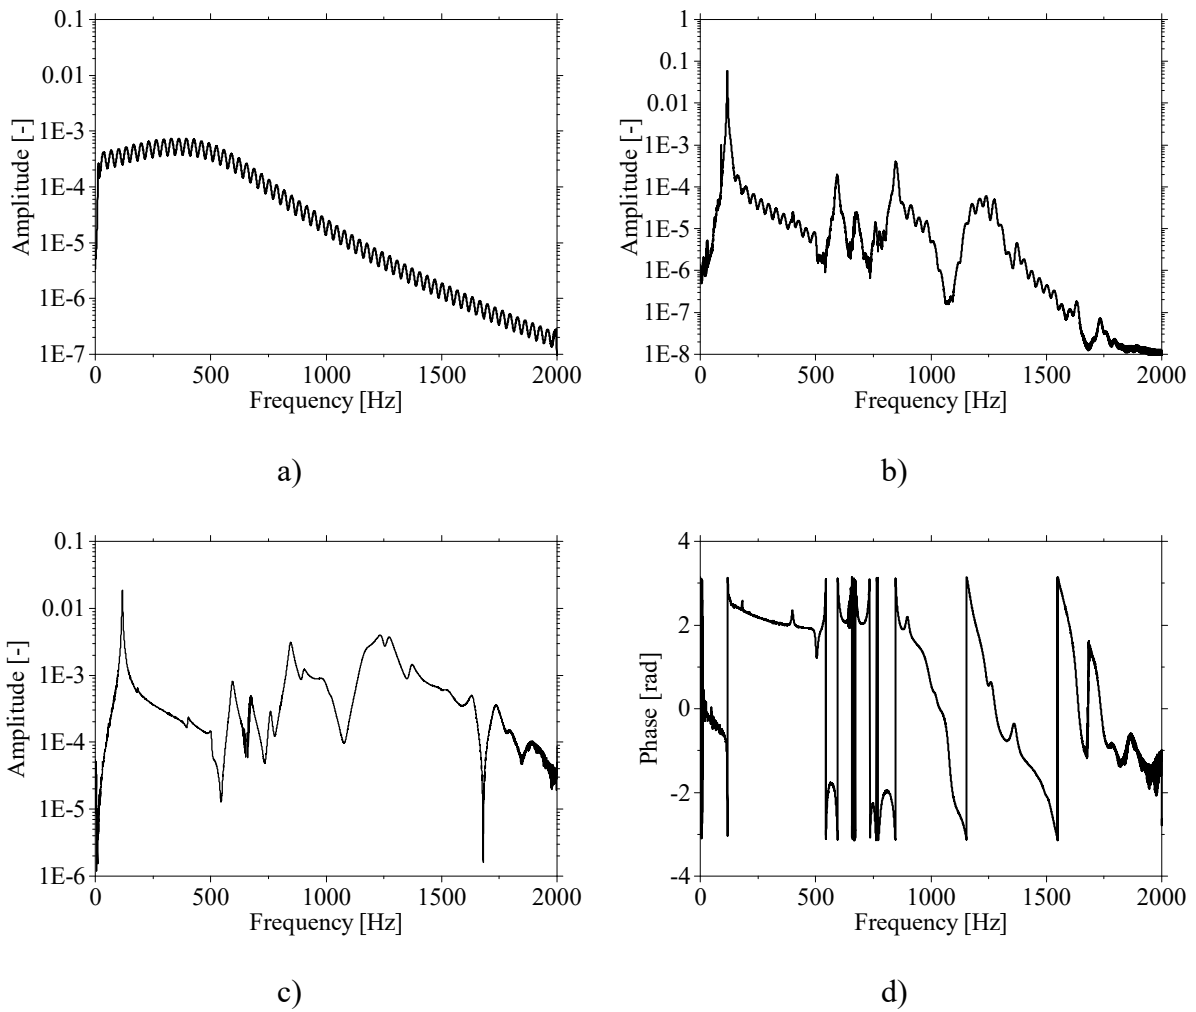 0.1
0.01
1E-3
1E-4
1E-5
1E-6
1E-7
Amplitude [-]
0 500 1000 1500 2000
Frequency [Hz]
a)
1
0.1
0.01
1E-3
1E-4
1E-5
1E-6
1E-7
1E-8
Amplitude [-]
0 500 1000 1500 2000
Frequency [Hz]
b)
0.1
0.01
1E-3
1E-4
1E-5
1E-6
Amplitude [-]
0 500 1000 1500 2000
Frequency [Hz]
c)
4
2
0
-2
-4
Phase [rad]
0 500 1000 1500 2000
Frequency [Hz]
d)